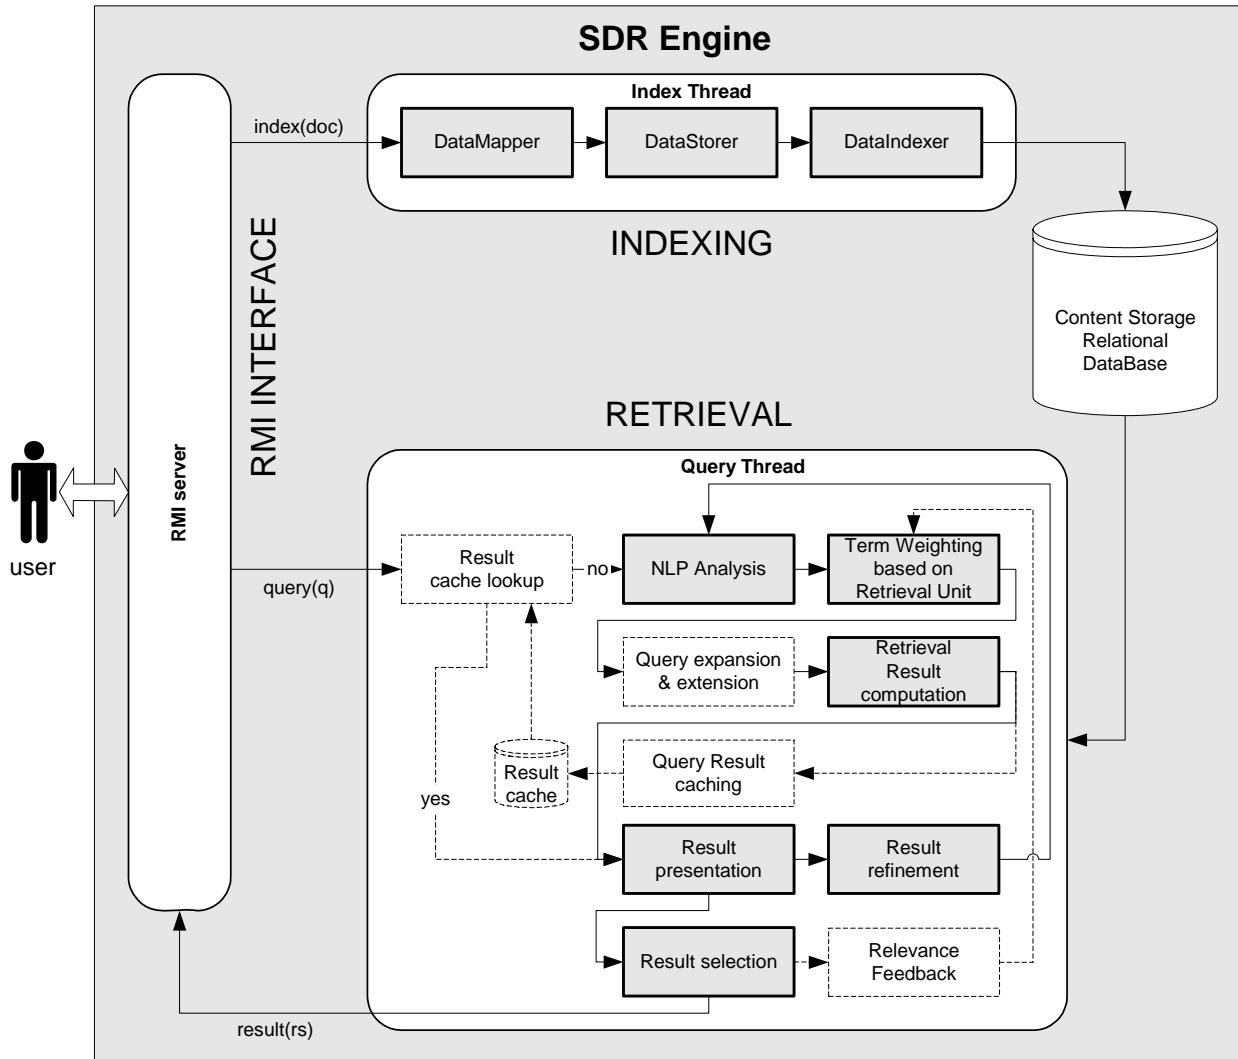 SDR Engine
Index Thread
index(doc)
DataMapper
DataStorer
DataIndexer
INDEXING
RMI INTERFACE
Content Storage
Relational
DataBase
RETRIEVAL
Query Thread
RMI server
user
query(q)
Result
cache lookup
no
NLP Analysis
Term Weighting
based on
Retrieval Unit
Query expansion
& extension
Retrieval
Result
computation
yes
Result
cache
Query Result
caching
Result
presentation
Result
refinement
Result selection
Relevance
Feedback
result(rs)